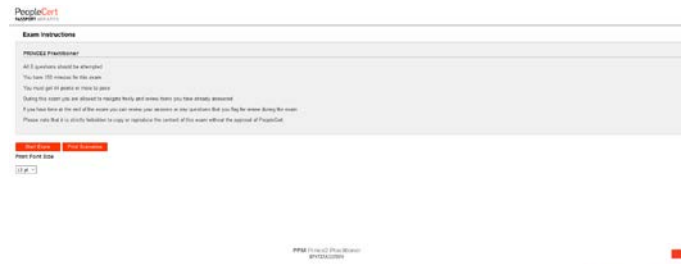 PeopleCert
Exam Instructions
PRINCE2 Practitioner
All 8 questions should be attempted
You have 150 minutes for this exam
You must get 44 points or more to pass
During this exam you are allowed to navigate freely and review items you have already answered
If you have time at the end of the exam you can review your answers or any questions that you flag for review during the exam
Please note that it is strictly forbidden to copy or reproduce the content of this exam without the approval of PeopleCert
Start Exam Print Scenarios
Print Font Size
PRINCE2 Practitioner